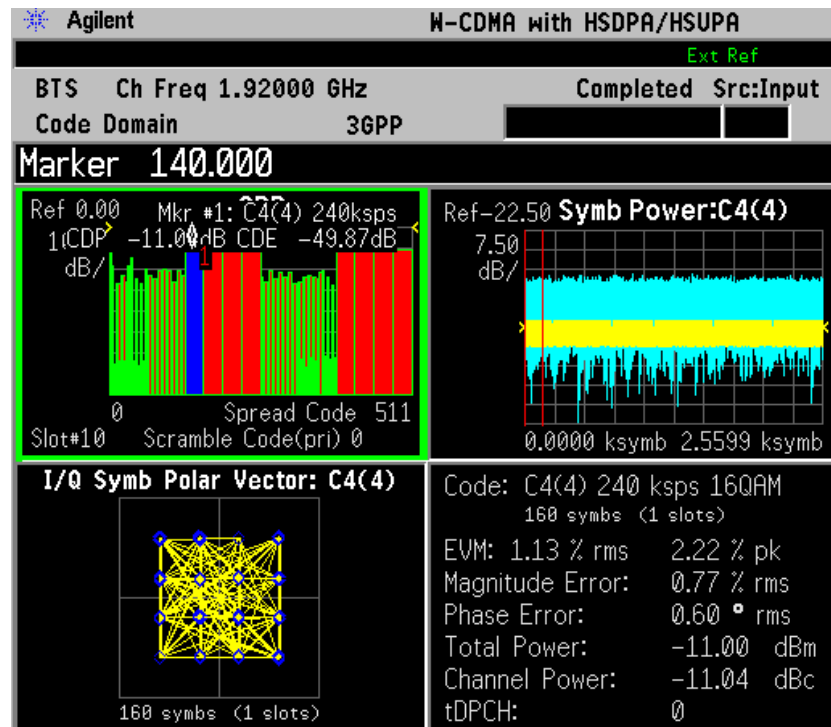 Agilent W-CDMA with HSDPA/HSUPA
Ext Ref
BTS Ch Freq 1.92000 GHz Completed Src:Input
Code Domain 3GPP
Marker 140.000
Ref 0.00 Mkr #1: C4(4) 240ksps
CDP -11.00dB CDE -49.87dB
dB/
1
0 Spread Code 511
Slot#10 Scramble Code(pri) 0
Ref-22.50 Symb Power:C4(4)
7.50
dB/
0.0000 ksymb 2.5599 ksymb
I/Q Symb Polar Vector: C4(4)
160 symbs (1 slots)
Code: C4(4) 240 ksps 16QAM
160 symbs (1 slots)
EVM: 1.13 % rms 2.22 % pk
Magnitude Error: 0.77 % rms
Phase Error: 0.60 ° rms
Total Power: -11.00 dBm
Channel Power: -11.04 dBc
tDPCH: 0